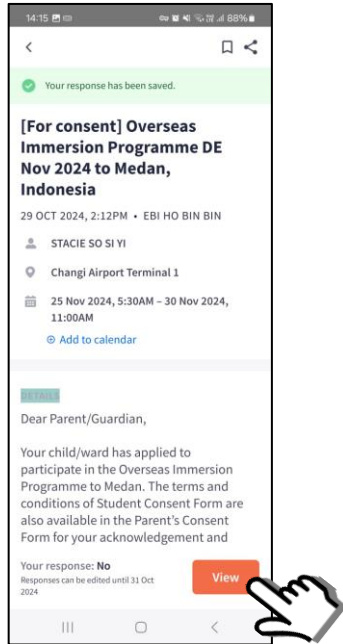 14:15
88%
Your response has been saved.
[For consent] Overseas
Immersion Programme DE
Nov 2024 to Medan,
Indonesia
29 OCT 2024, 2:12PM • EBI HO BIN BIN
STACIE SO SI YI
Changi Airport Terminal 1
25 Nov 2024, 5:30AM – 30 Nov 2024,
11:00AM
Add to calendar
DETAILS
Dear Parent/Guardian,
Your child/ward has applied to
participate in the Overseas Immersion
Programme to Medan. The terms and
conditions of Student Consent Form are
also available in the Parent's Consent
Form for your acknowledgement and
Your response: No
Responses can be edited until 31 Oct
2024
View